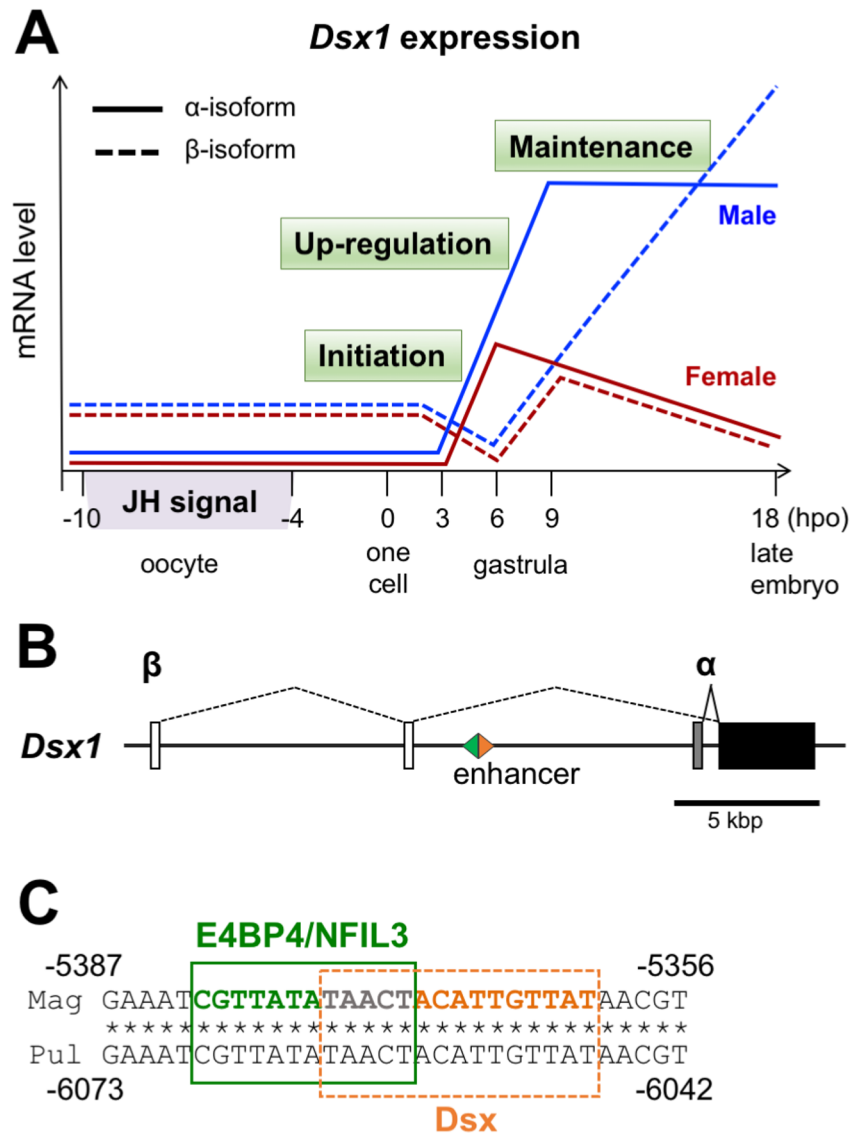 A
Dsx1 expression
α-isoform
β-isoform
Maintenance
Male
Up-regulation
Initiation
Female
mRNA level
JH signal
-10 -4 0 3 6 9 18 (hpo)
oocyte
one
cell
gastrula
late
embryo
B
β α
Dsx1
enhancer
5 kbp
C
E4BP4/NFIL3
-5387 -5356
Mag GAAATCGTTATATAACTACATTGTTATAACGT
********************************
Pul GAAATCGTTATATAACTACATTGTTATAACGT
-6073 -6042
Dsx